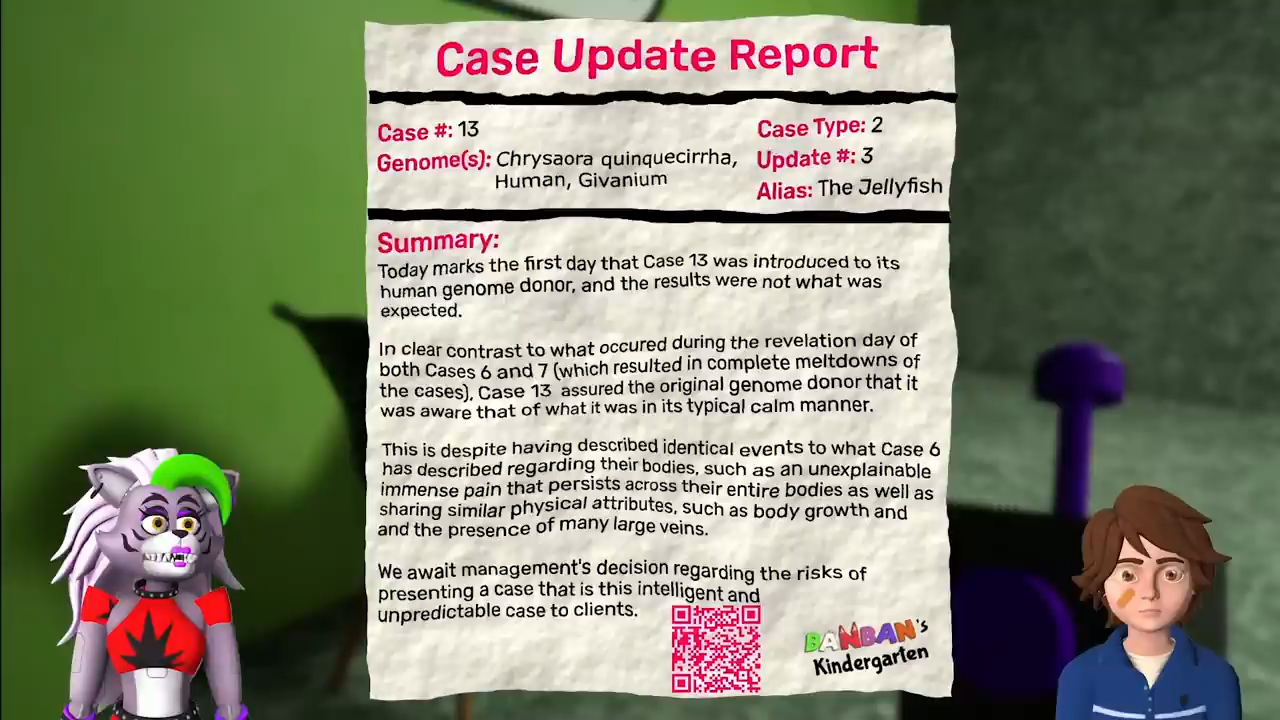 Case Update Report
Case #: 13
Case Type: 2
Genome(s): Chrysaora quinquecirrha,
Human, Givanium
Update #: 3
Alias: The Jellyfish
Summary:
Today marks the first day that Case 13 was introduced to its
human genome donor, and the results were not what was
expected.
In clear contrast to what occured during the revelation day of
both Cases 6 and 7 (which resulted in complete meltdowns of
the cases), Case 13 assured the original genome donor that it
was aware that of what it was in its typical calm manner.
This is despite having described identical events to what Case 6
has described regarding their bodies, such as an unexplainable
immense pain that persists across their entire bodies as well as
sharing similar physical attributes, such as body growth and
and the presence of many large veins.
We await management's decision regarding the risks of
presenting a case that is this intelligent and
unpredictable case to clients.
BANBAN's
Kindergarten